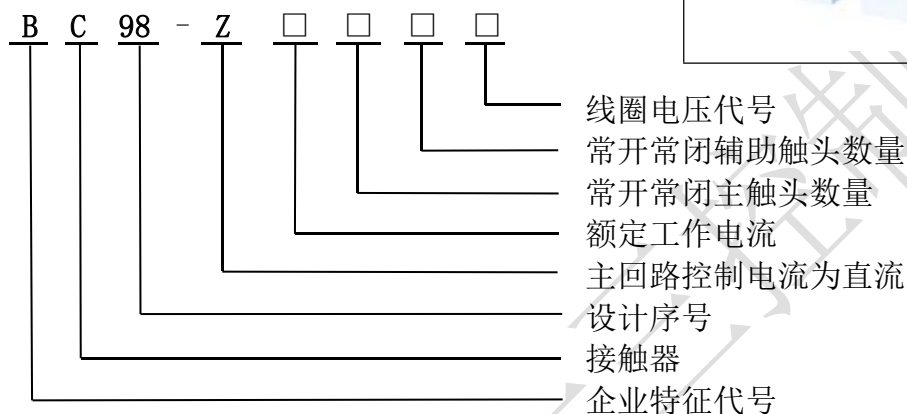 B C 98 - Z □ □ □ □
线圈电压代号
常开常闭辅助触头数量
常开常闭主触头数量
额定工作电流
主回路控制电流为直流
设计序号
接触器
企业特征代号